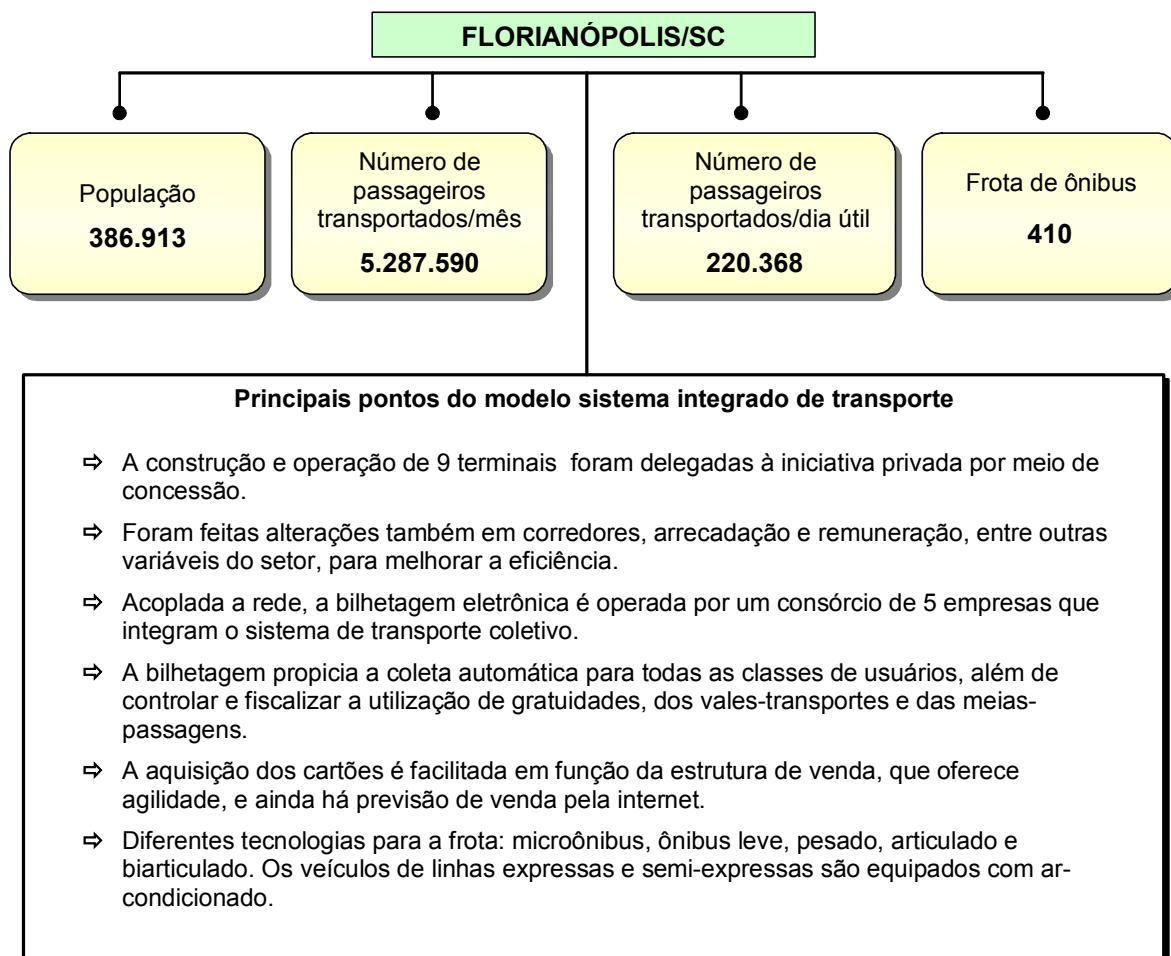 FLORIANÓPOLIS/SC
População
386.913
Número de
passageiros
transportados/mês
5.287.590
Número de
passageiros
transportados/dia útil
220.368
Frota de ônibus
410
Principais pontos do modelo sistema integrado de transporte
⇨ A construção e operação de 9 terminais foram delegadas à iniciativa privada por meio de
concessão.
⇨ Foram feitas alterações também em corredores, arrecadação e remuneração, entre outras
variáveis do setor, para melhorar a eficiência.
⇨ Acoplada a rede, a bilhetagem eletrônica é operada por um consórcio de 5 empresas que
integram o sistema de transporte coletivo.
⇨ A bilhetagem propicia a coleta automática para todas as classes de usuários, além de
controlar e fiscalizar a utilização de gratuidades, dos vales-transportes e das meias-
passagens.
⇨ A aquisição dos cartões é facilitada em função da estrutura de venda, que oferece
agilidade, e ainda há previsão de venda pela internet.
⇨ Diferentes tecnologias para a frota: microônibus, ônibus leve, pesado, articulado e
biarticulado. Os veículos de linhas expressas e semi-expressas são equipados com ar-
condicionado.